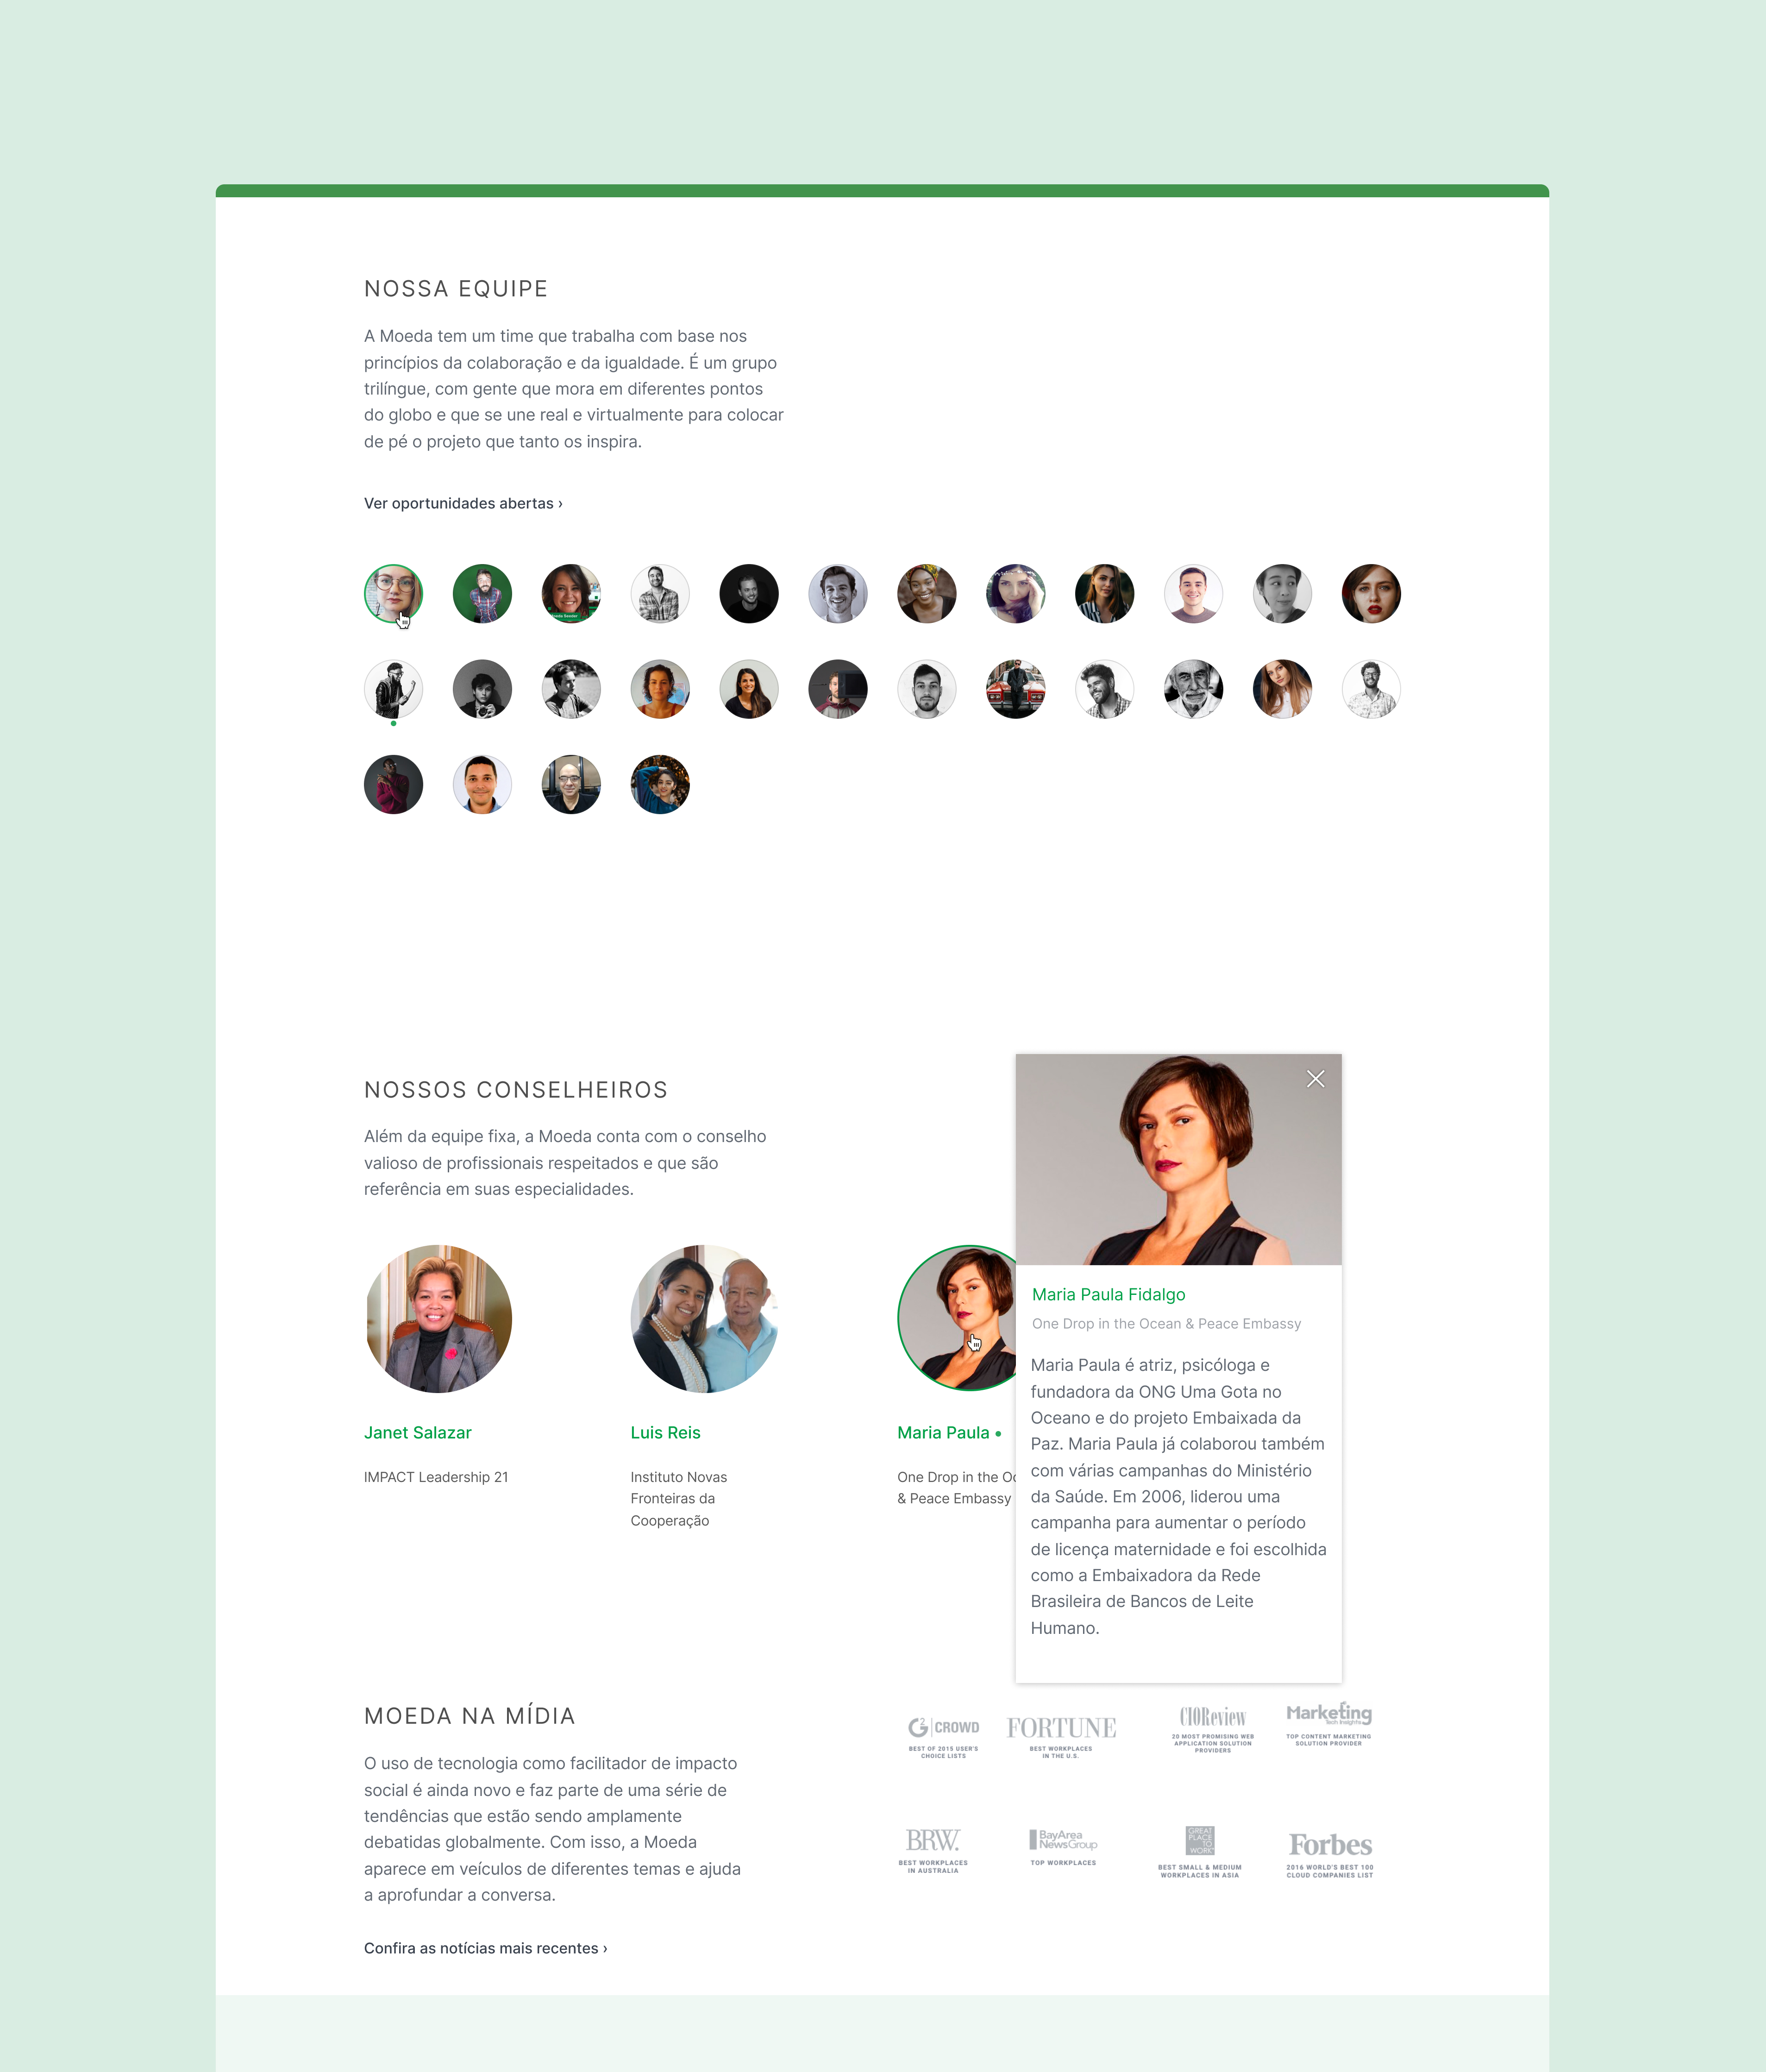 NOSSA EQUIPE
A Moeda tem um time que trabalha com base nos
princípios da colaboração e da igualdade. É um grupo
trilíngue, com gente que mora em diferentes pontos
do globo e que se une real e virtualmente para colocar
de pé o projeto que tanto os inspira.
Ver oportunidades abertas ›
NOSSOS CONSELHEIROS
Além da equipe fixa, a Moeda conta com o conselho
valioso de profissionais respeitados e que são
referência em suas especialidades.
Janet Salazar
IMPACT Leadership 21
Luis Reis
Instituto Novas
Fronteiras da
Cooperação
Maria Paula •
One Drop in the
& Peace Embassy
Maria Paula Fidalgo
One Drop in the Ocean & Peace Embassy
Maria Paula é atriz, psicóloga e
fundadora da ONG Uma Gota no
Oceano e do projeto Embaixada da
Paz. Maria Paula já colaborou também
com várias campanhas do Ministério
da Saúde. Em 2006, liderou uma
campanha para aumentar o período
de licença maternidade e foi escolhida
como a Embaixadora da Rede
Brasileira de Bancos de Leite
Humano.
MOEDA NA MÍDIA
O uso de tecnologia como facilitador de impacto
social é ainda novo e faz parte de uma série de
tendências que estão sendo amplamente
debatidas globalmente. Com isso, a Moeda
aparece em veículos de diferentes temas e ajuda
a aprofundar a conversa.
Confira as notícias mais recentes ›
G2 CROWD
BEST OF 2015 USER'S
CHOICE LISTS
FORTUNE
BEST WORKPLACES
IN THE U.S.
CIOReview
20 MOST PROMISING WEB
APPLICATION SOLUTION
PROVIDERS
Marketing
Tech Insights
TOP CONTENT MARKETING
SOLUTION PROVIDER
BRW.
BEST WORKPLACES
IN AUSTRALIA
BayArea
NewsGroup
TOP WORKPLACES
GREAT
PLACE
TO
WORK
BEST SMALL & MEDIUM
WORKPLACES IN ASIA
Forbes
2016 WORLD'S BEST 100
CLOUD COMPANIES LIST